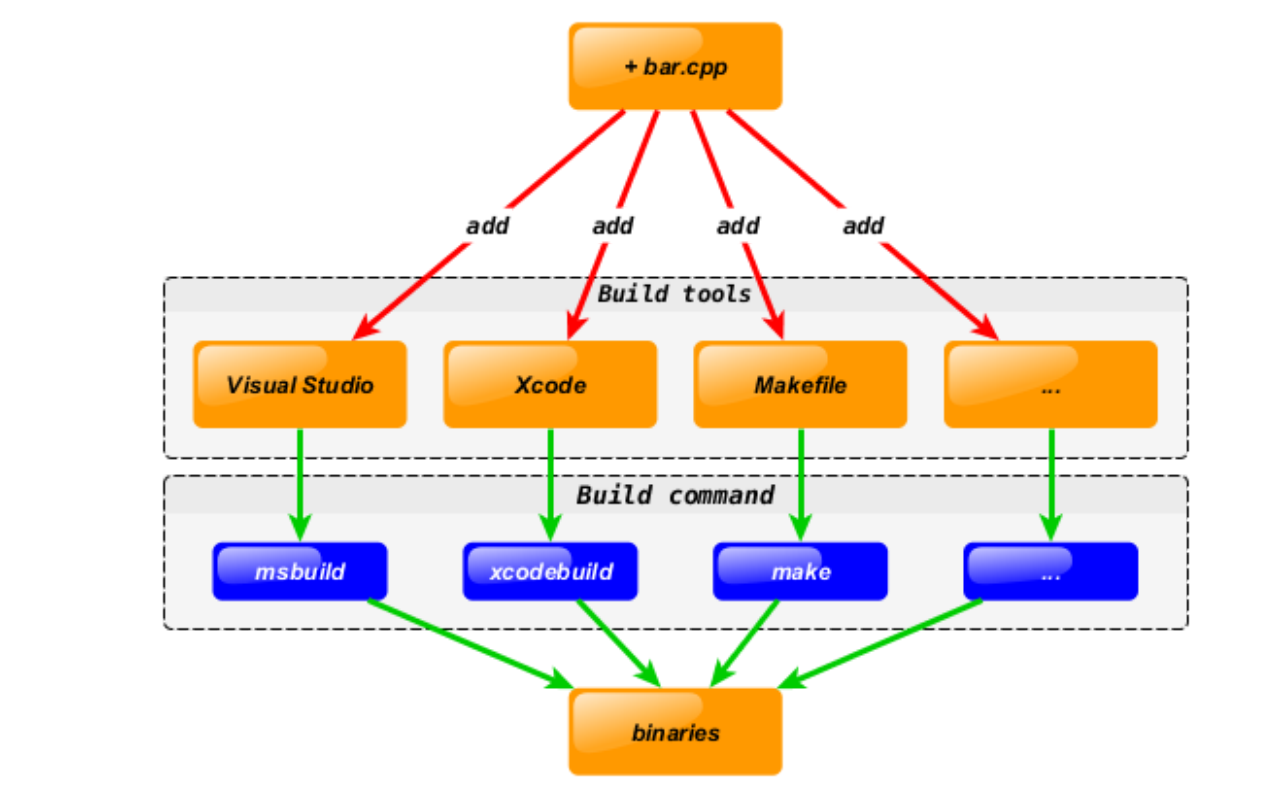 + bar.cpp
add add add add
Build tools
Visual Studio Xcode Makefile ...
Build command
msbuild xcodebuild make ...
binaries